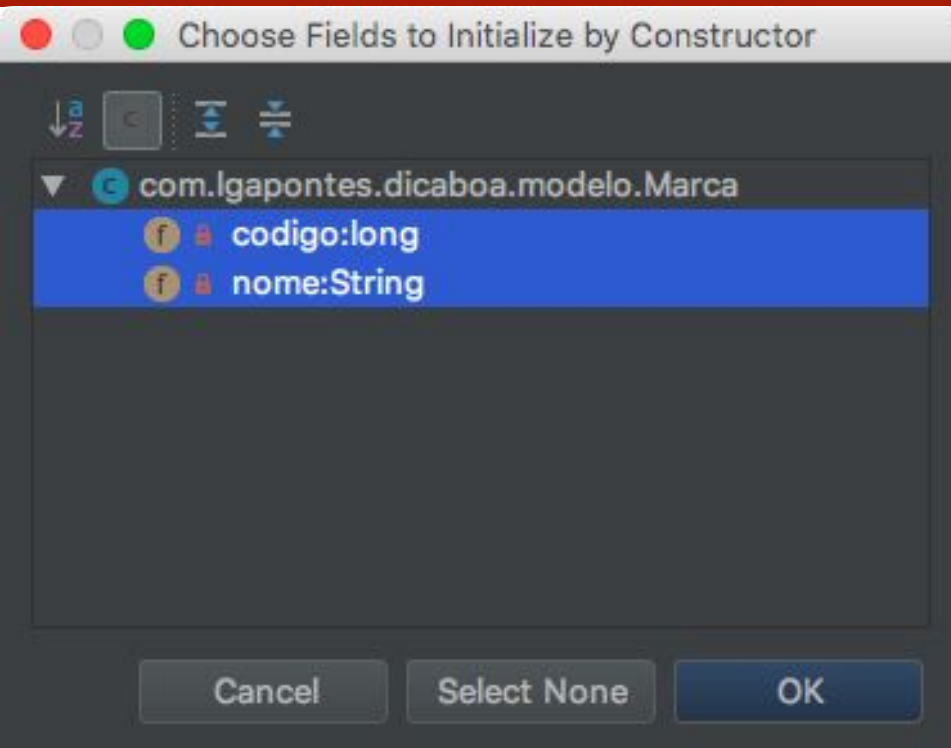 Choose Fields to Initialize by Constructor
a
z
c
c com.lgapontes.dicaboa.modelo.Marca
f codigo:long
f nome:String
Cancel Select None OK